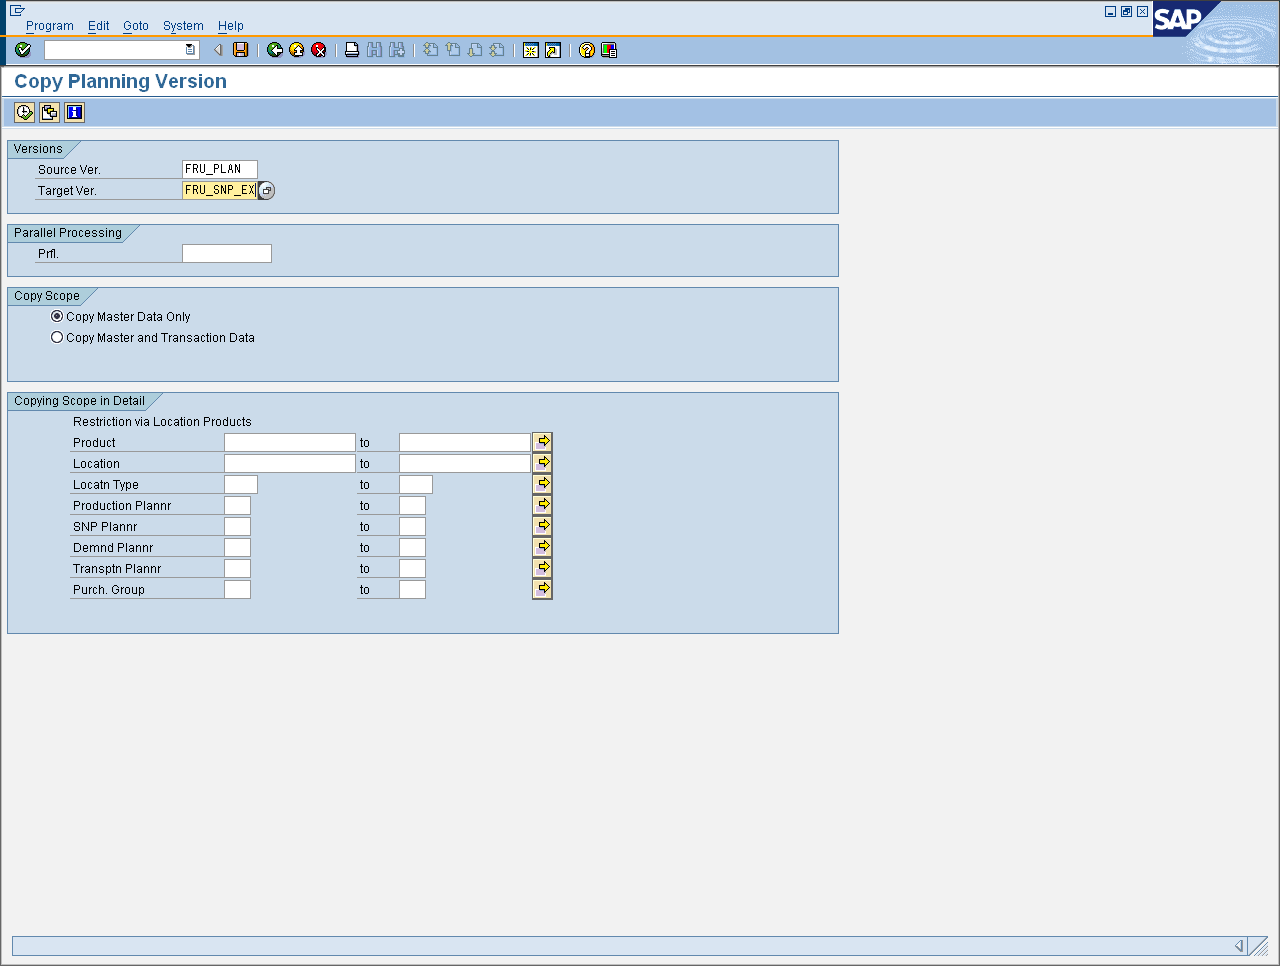 Program Edit Goto System Help
SAP
Copy Planning Version
Versions
Source Ver. FRU_PLAN
Target Ver. FRU_SNP_EX
Parallel Processing
Prfl.
Copy Scope
Copy Master Data Only
Copy Master and Transaction Data
Copying Scope in Detail
Restriction via Location Products
Product to
Location to
Locatn Type to
Production Plannr to
SNP Plannr to
Demnd Plannr to
Transptn Plannr to
Purch. Group to